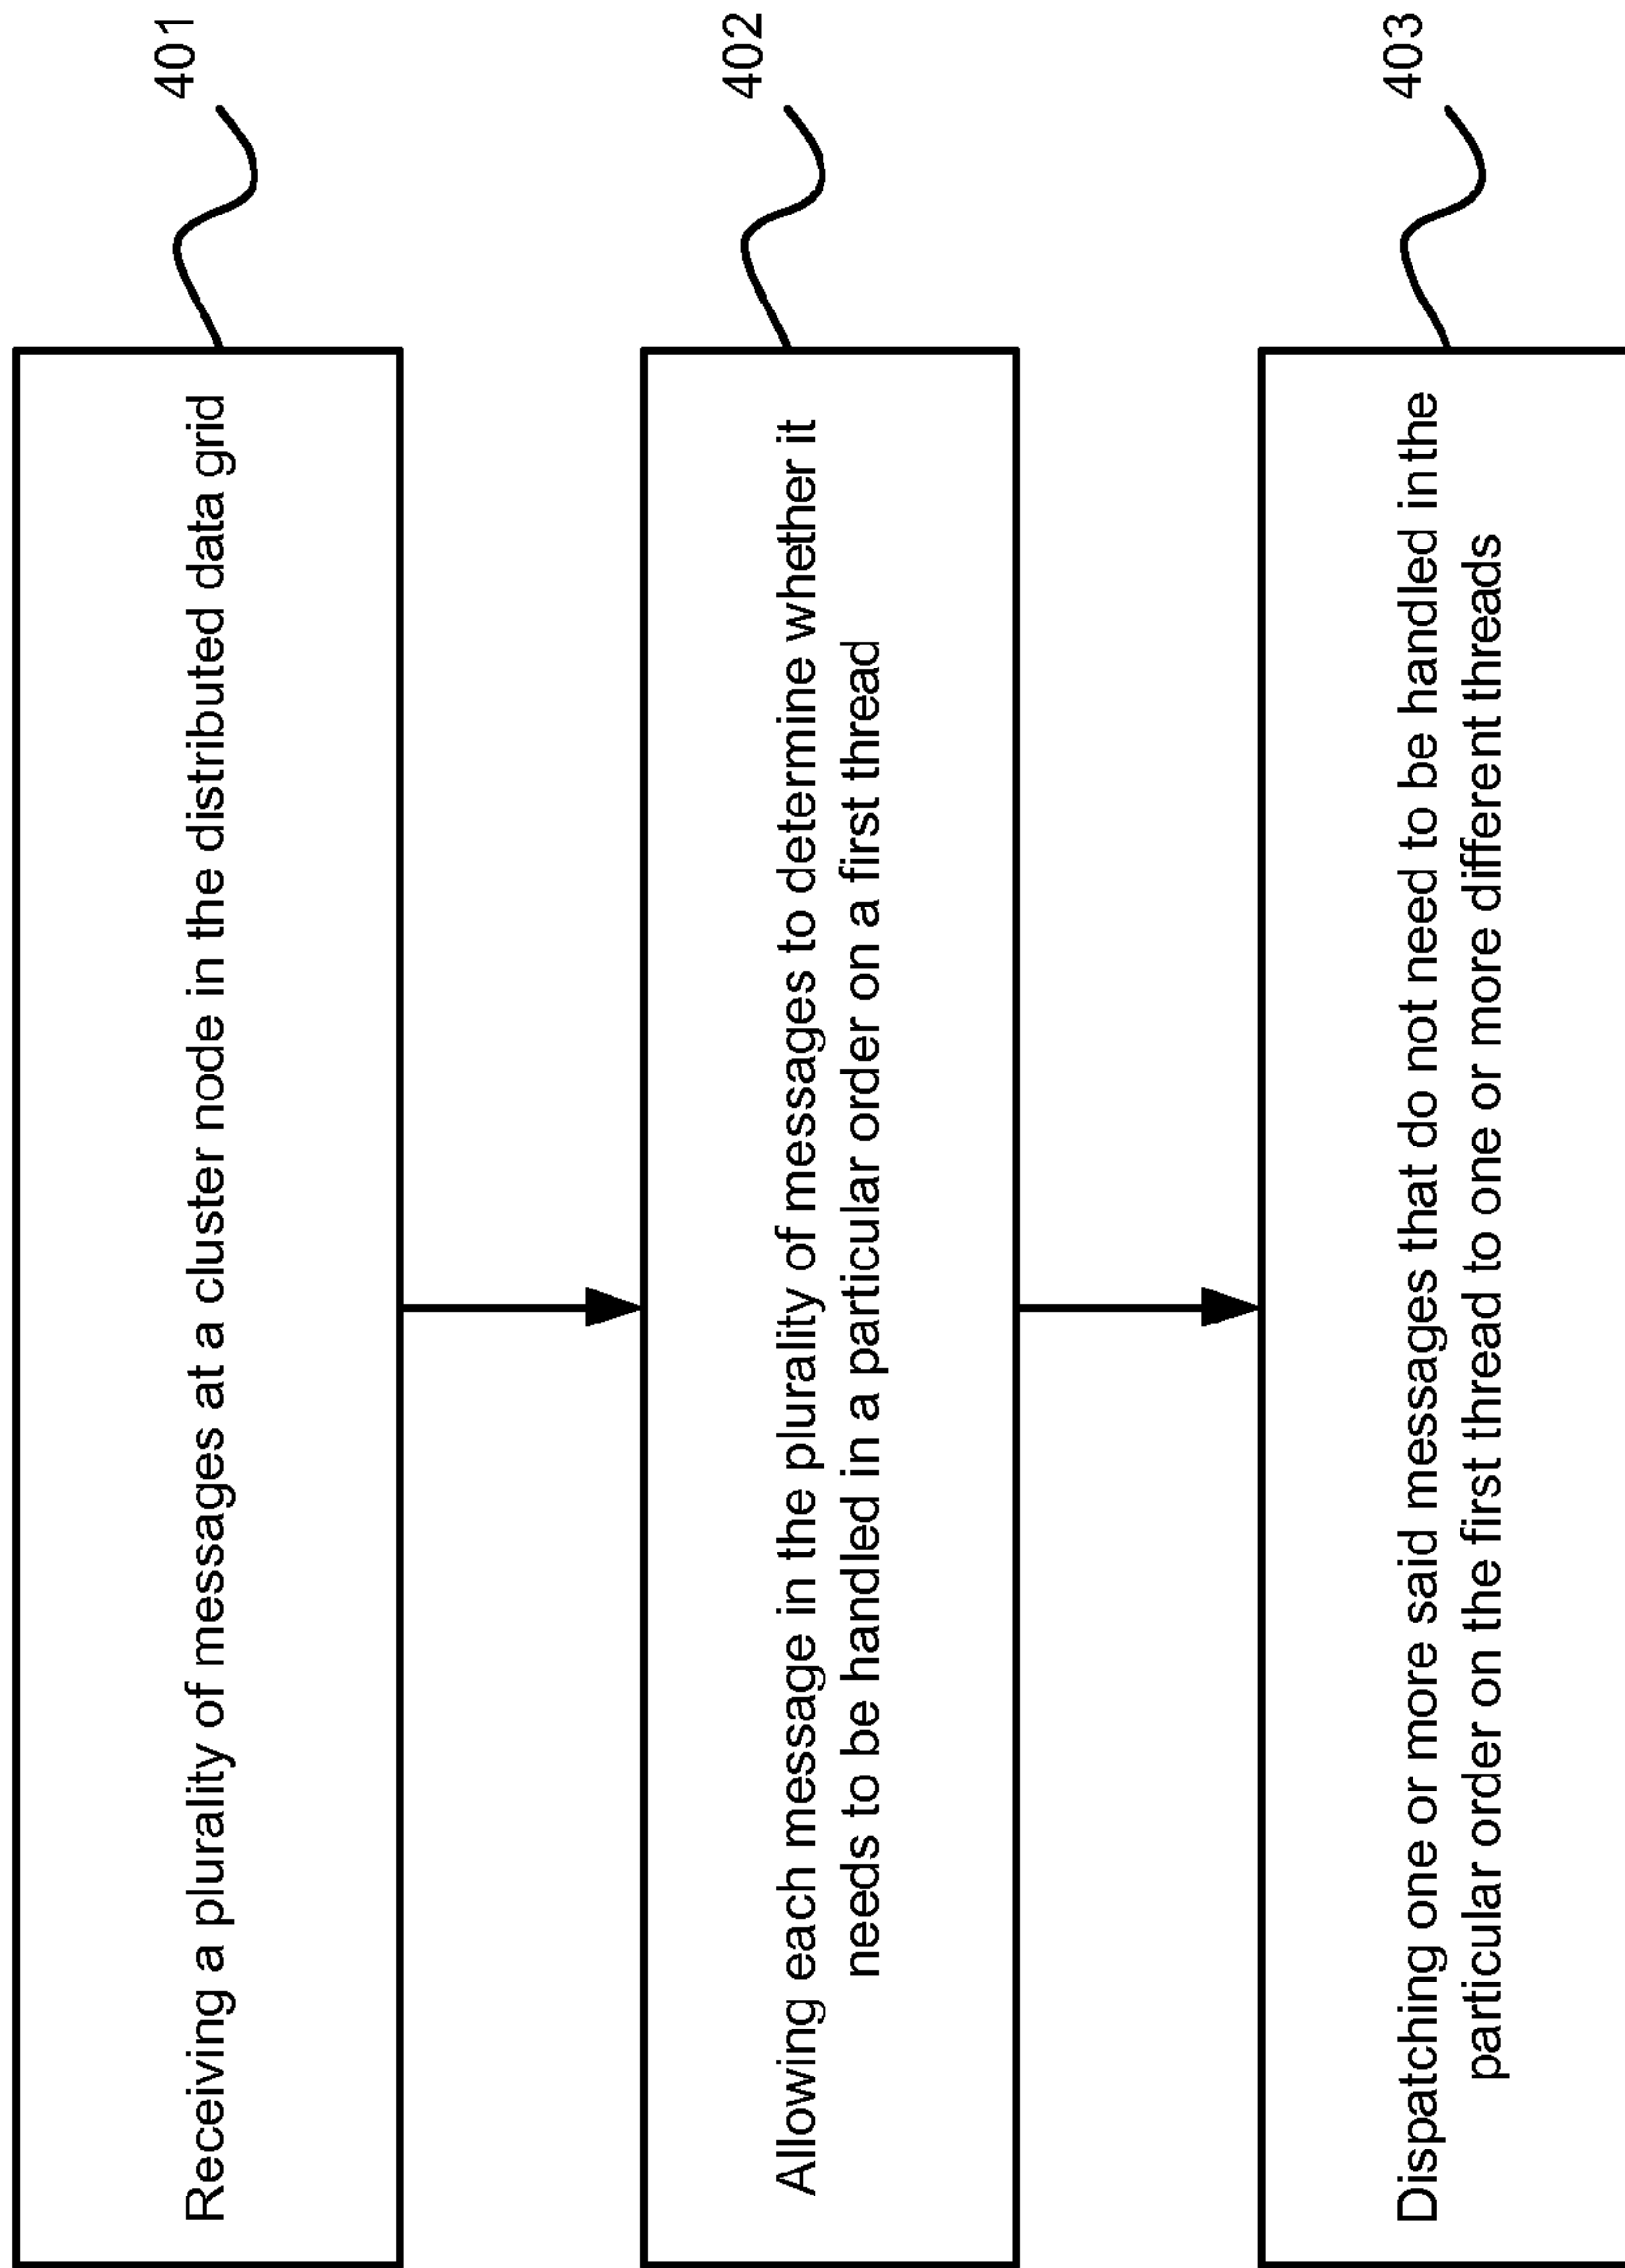 Receiving a plurality of messages at a cluster node in the distributed data grid
401
Allowing each message in the plurality of messages to determine whether it
needs to be handled in a particular order on a first thread
402
Dispatching one or more said messages that do not need to be handled inthe
particular order on the first thread to one or more different threads
403